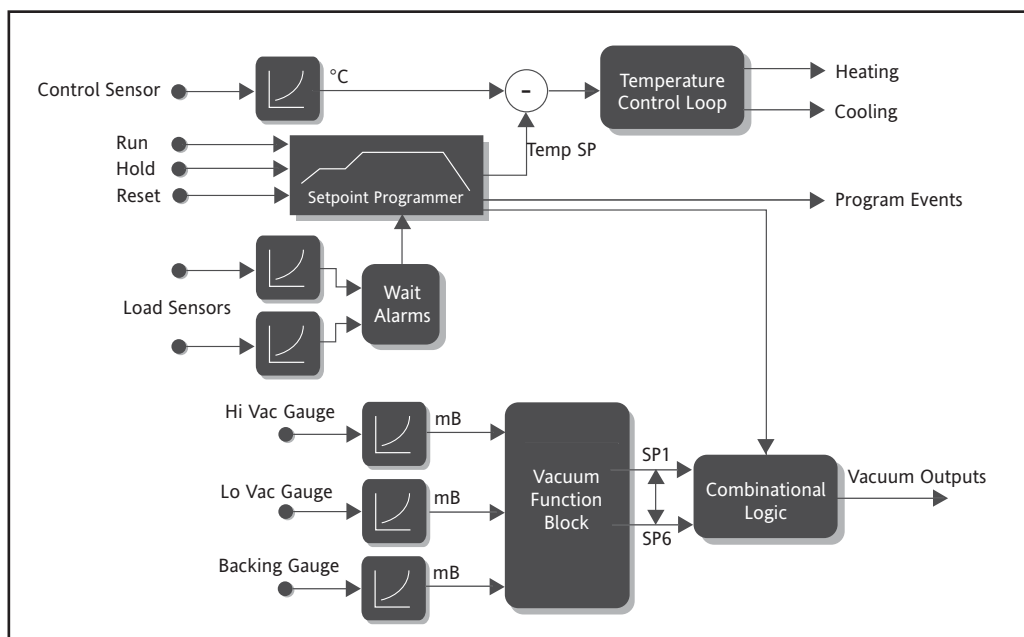 Control Sensor
°C
-
Temperature
Control Loop
Heating
Cooling
Run
Hold
Reset
Setpoint Programmer
Temp SP
Program Events
Load Sensors
Wait
Alarms
Hi Vac Gauge
mB
Lo Vac Gauge
mB
Backing Gauge
mB
Vacuum
Function
Block
SP1
SP6
Combinational
Logic
Vacuum Outputs